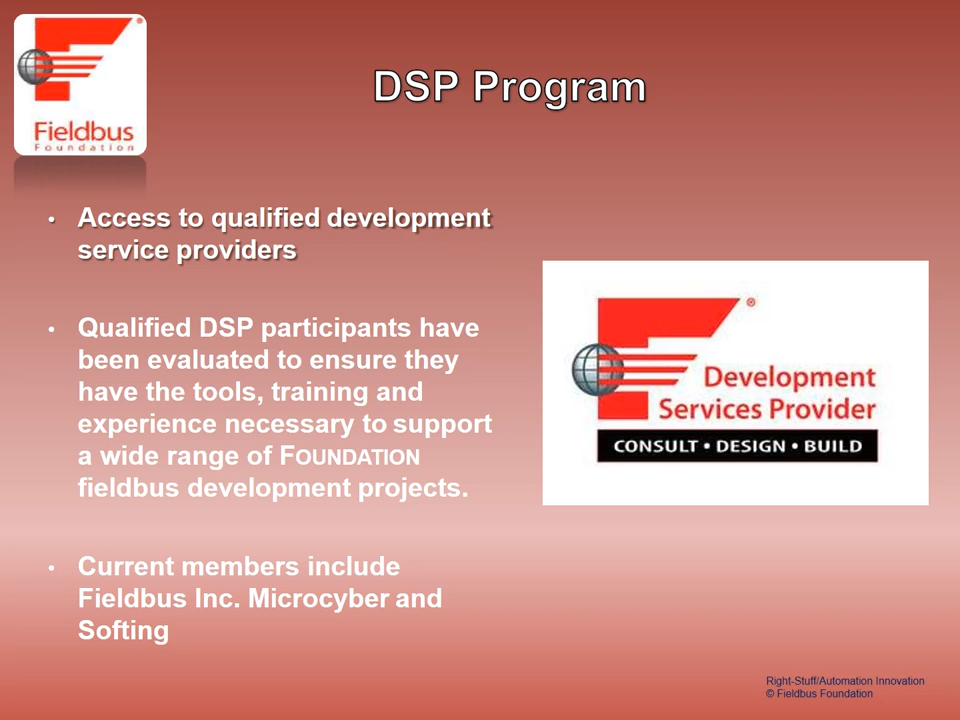 Fieldbus
Foundation
DSP Program
• Access to qualified development
service providers
• Qualified DSP participants have
been evaluated to ensure they
have the tools, training and
experience necessary to support
a wide range of FOUNDATION
fieldbus development projects.
• Current members include
Fieldbus Inc. Microcyber and
Softing
®
Development
Services Provider
CONSULT • DESIGN • BUILD
Right-Stuff/Automation Innovation
© Fieldbus Foundation